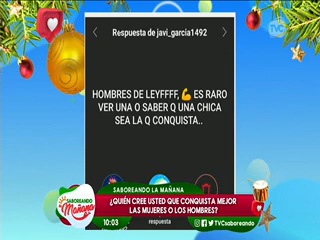 Respuesta de javi_garcia1492
TVC
HOMBRES DE LEYFFFF, 💪 ES RARO
VER UNA O SABER Q UNA CHICA
SEA LA Q CONQUISTA..
SABOREANDO LA MAÑANA
SABOREANDO
la Mañana
¿QUIÉN CREE USTED QUE CONQUISTA MEJOR
LAS MUJERES O LOS HOMBRES?
10:03
respuesta
@TVCsaboreando